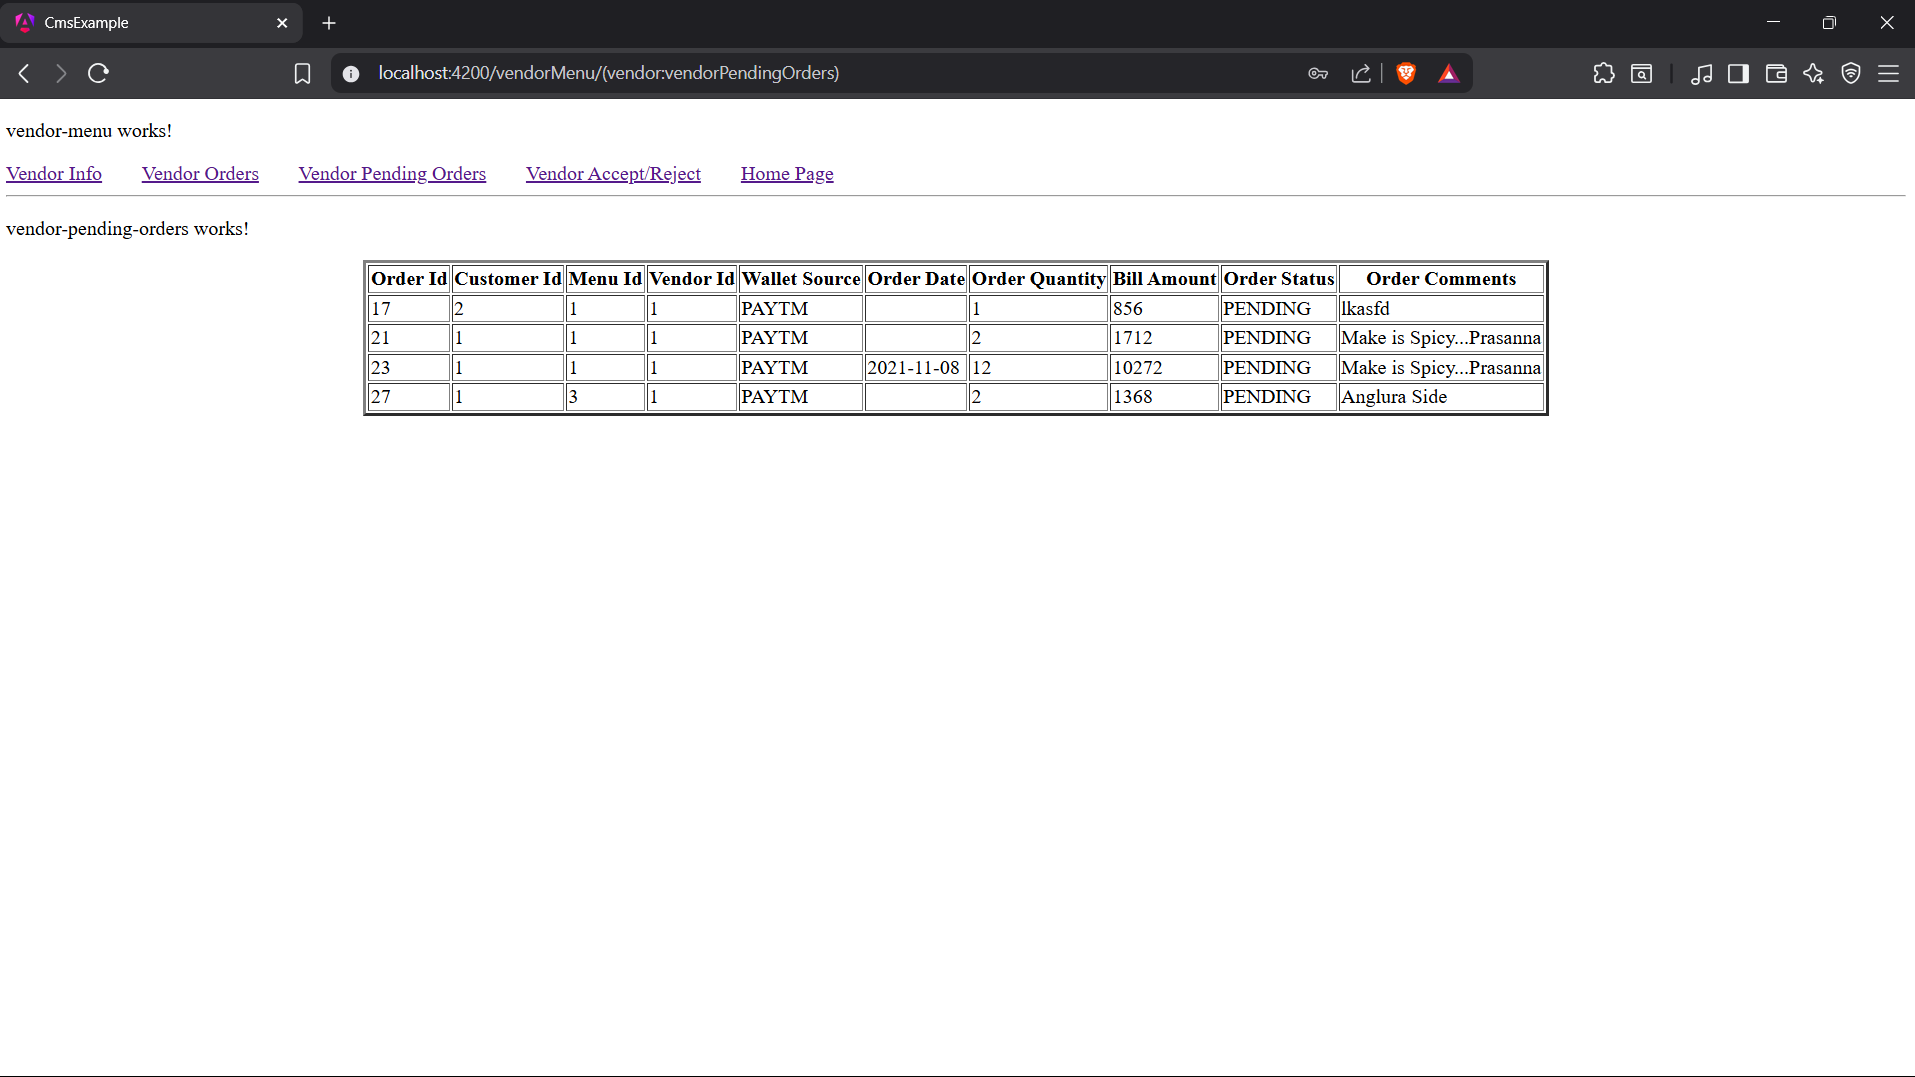 CmsExample
localhost:4200/vendorMenu/(vendor:vendorPendingOrders)
vendor-menu works!
Vendor Info Vendor Orders Vendor Pending Orders Vendor Accept/Reject Home Page
vendor-pending-orders works!
Order Id Customer Id Menu Id Vendor Id Wallet Source Order Date Order Quantity Bill Amount Order Status Order Comments
17 2 1 1 PAYTM 1 856 PENDING lkasfd
21 1 1 1 PAYTM 2 1712 PENDING Make is Spicy...Prasanna
23 1 1 1 PAYTM 2021-11-08 12 10272 PENDING Make is Spicy...Prasanna
27 1 3 1 PAYTM 2 1368 PENDING Anglura Side